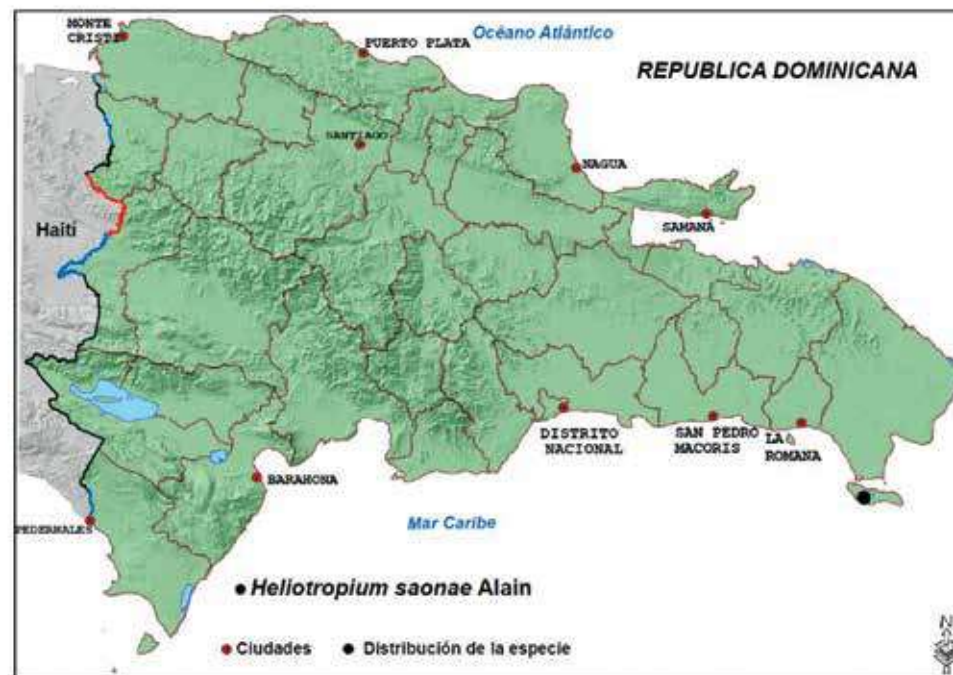 MONTE
CRISTI
PUERTO PLATA
Océano Atlántico
REPUBLICA DOMINICANA
SANTIAGO
NAGUA
Haití
SAMANÁ
DISTRITO
NACIONAL
SAN PEDRO
MACORIS
LA
ROMANA
BARAHONA
Mar Caribe
PEDERNALES
Heliotropium saonae Alain
Ciudades
Distribución de la especie
N